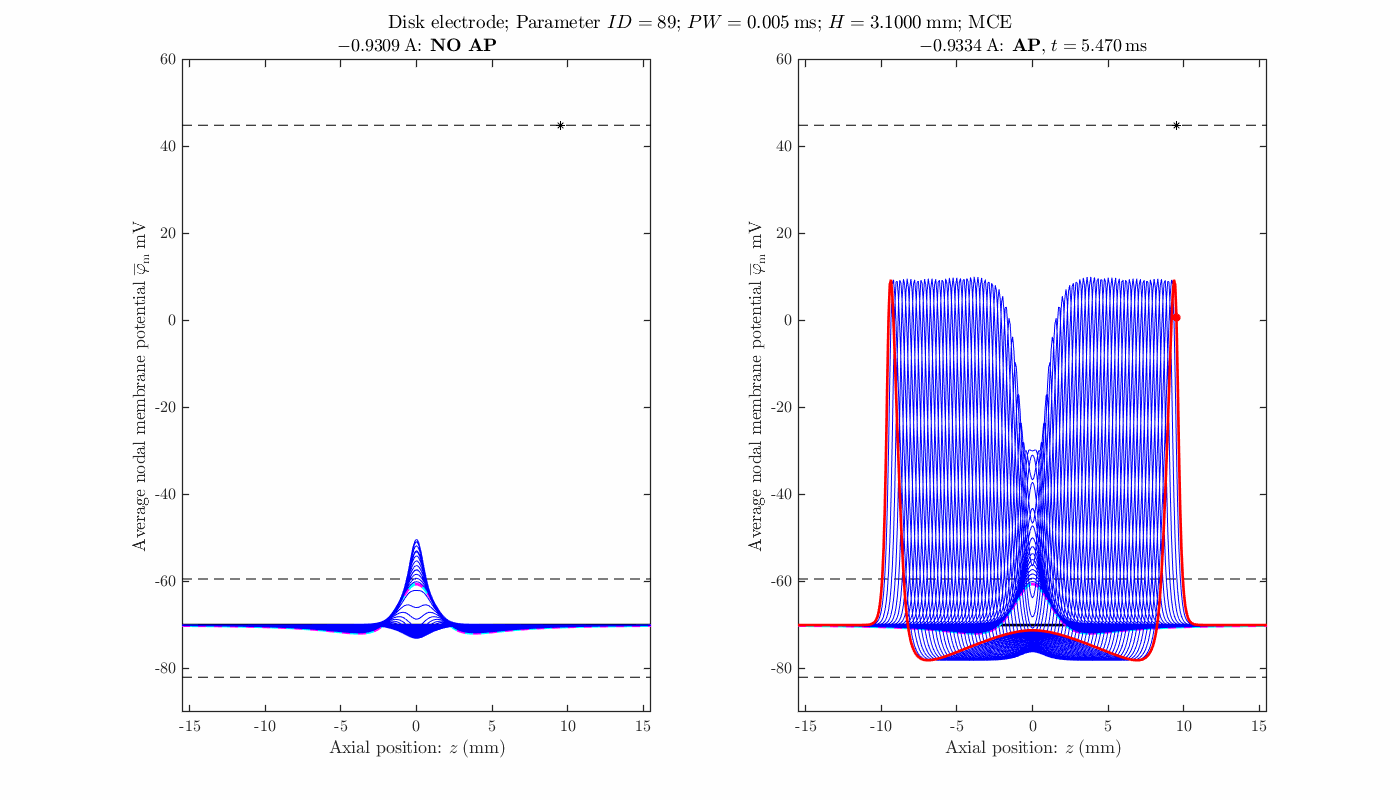 Disk electrode; Parameter ID = 89; PW = 0.005 ms; H = 3.1000 mm; MCE
−0.9309 A: NO AP
60
40
20
0
-20
-40
-60
-80
-15 -10 -5 0 5 10 15
Axial position: z (mm)
Average nodal membrane potential φ̅m mV
−0.9334 A: AP, t = 5.470 ms
60
40
20
0
-20
-40
-60
-80
-15 -10 -5 0 5 10 15
Axial position: z (mm)
Average nodal membrane potential φ̅m mV